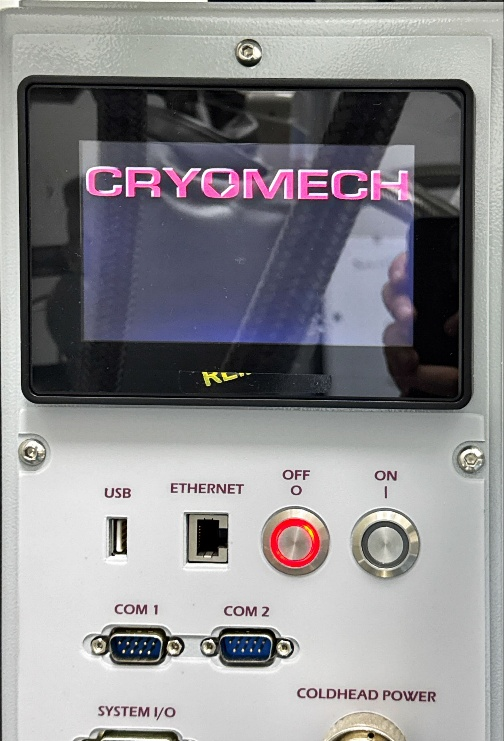 CRYOMECH
OFF
ON
O
I
USB
ETHERNET
COM 1
COM 2
COLDHEAD POWER
SYSTEM I/O